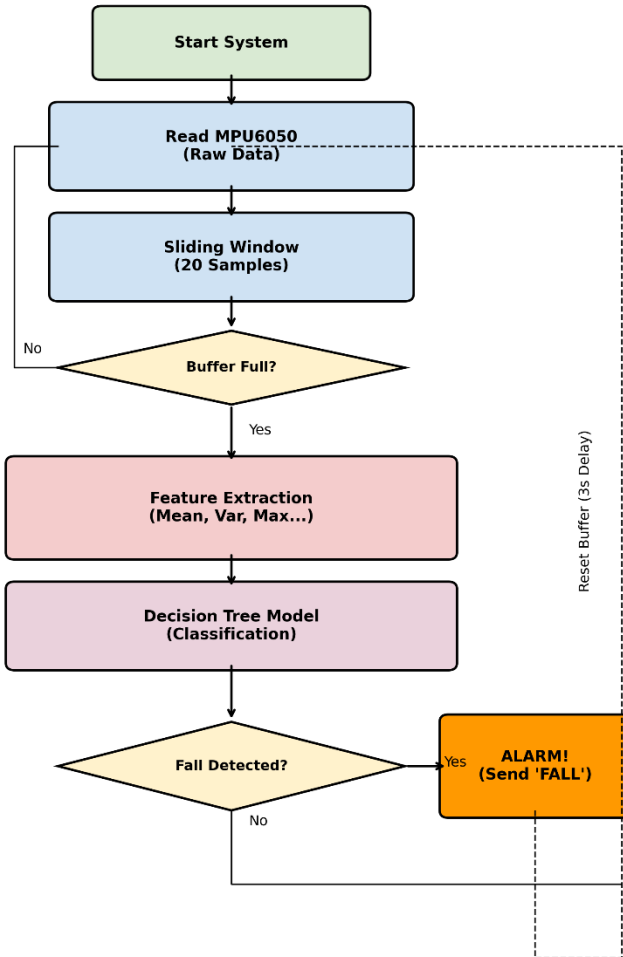 Start System
Read MPU6050
(Raw Data)
Sliding Window
(20 Samples)
No
Buffer Full?
Yes
Feature Extraction
(Mean, Var, Max...)
Reset Buffer (3s Delay)
Decision Tree Model
(Classification)
Fall Detected?
Yes
ALARM!
(Send 'FALL')
No